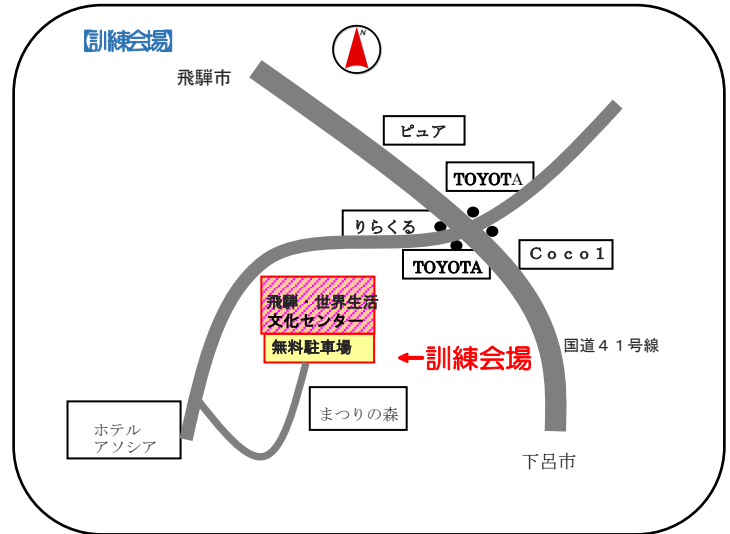 【訓練会場】
N
飛騨市
ピュア
TOYOTA
りらくる
Ｃｏｃｏ１
TOYOTA
飛騨・世界生活
文化センター
無料駐車場
←訓練会場
国道４１号線
まつりの森
ホテル
アソシア
下呂市